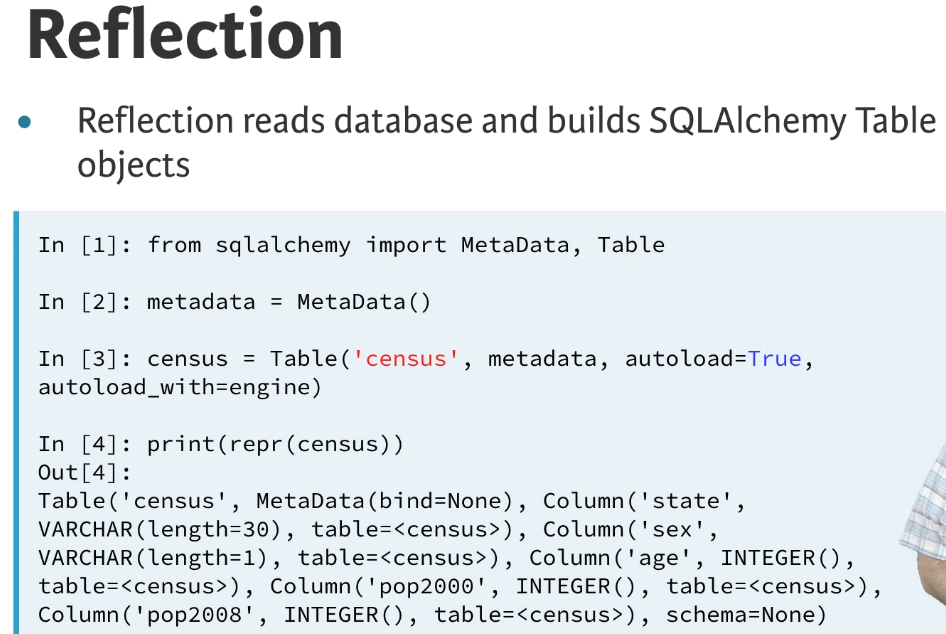 Reflection
• Reflection reads database and builds SQLAlchemy Table
objects
In [1]: from sqlalchemy import MetaData, Table
In [2]: metadata = MetaData()
In [3]: census = Table('census', metadata, autoload=True,
autoload_with=engine)
In [4]: print(repr(census))
Out[4]:
Table('census', MetaData(bind=None), Column('state',
VARCHAR(length=30), table=<census>), Column('sex',
VARCHAR(length=1), table=<census>), Column('age', INTEGER(),
table=<census>), Column('pop2000', INTEGER(), table=<census>),
Column('pop2008', INTEGER(), table=<census>), schema=None)